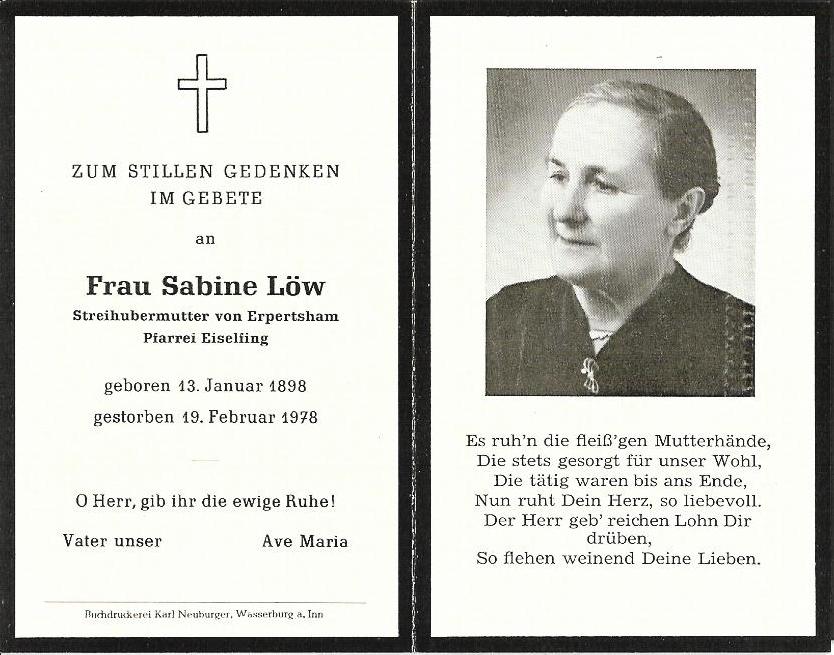 ZUM STILLEN GEDENKEN
IM GEBETE
an
Frau Sabine Löw
Streihubermutter von Erpertsham
Pfarrei Eiselfing
geboren 13. Januar 1898
gestorben 19. Februar 1978
O Herr, gib ihr die ewige Ruhe!
Vater unser Ave Maria
Buchdruckerei Karl Neuburger, Wasserburg a. Inn
Es ruh'n die fleiß'gen Mutterhände,
Die stets gesorgt für unser Wohl,
Die tätig waren bis ans Ende,
Nun ruht Dein Herz, so liebevoll.
Der Herr geb' reichen Lohn Dir
drüben,
So flehen weinend Deine Lieben.